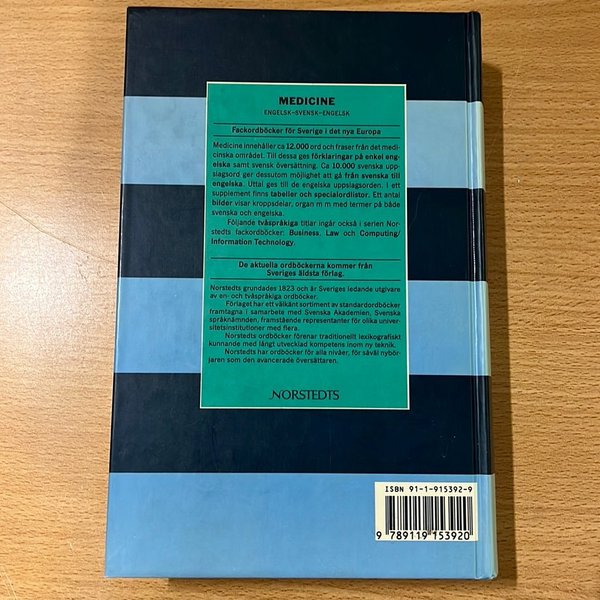 MEDICINE
ENGELSK–SVENSK–ENGELSK
Fackordböcker för Sverige i det nya Europa
Medicine innehåller ca 12.000 ord och fraser från det medi-
cinska området. Till dessa ges förklaringar på enkel eng-
elska samt svensk översättning. Ca 10.000 svenska upp-
slagsord ger dessutom möjlighet att gå från svenska till
engelska. Uttal ges till de engelska uppslagsorden. I ett
supplement finns tabeller och specialordlistor. Ett antal
bilder visar kroppsdelar, organ m m med termer på både
svenska och engelska.
Följande tvåspråkiga titlar ingår också i serien Nor-
stedts fackordböcker: Business, Law och Computing/
Information Technology.
De aktuella ordböckerna kommer från
Sveriges äldsta förlag.
Norstedts grundades 1823 och är Sveriges ledande utgivare
av en- och tvåspråkiga ordböcker.
Förlaget har ett välkänt sortiment av standardordböcker
framtagna i samarbete med Svenska Akademien, Svenska
språknämnden, framstående representanter för olika univer-
sitetsinstitutioner med flera.
Norstedts ordböcker förenar traditionellt lexikografiskt
kunnande med långt utvecklad kompetens inom ny teknik.
Norstedts har ordböcker för alla nivåer, för såväl nybör-
jaren som den avancerade översättaren.
NORSTEDTS
ISBN 91-1-915392-9
9 789119 153920